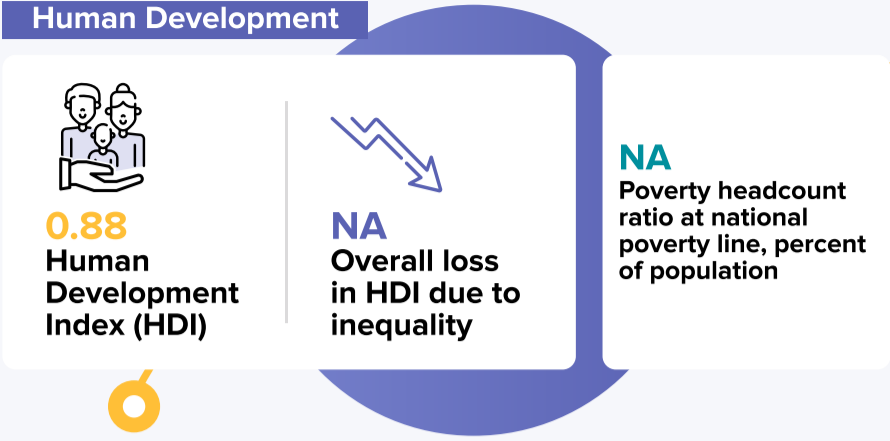 Human Development
0.88
Human
Development
Index (HDI)
NA
Overall loss
in HDI due to
inequality
NA
Poverty headcount
ratio at national
poverty line, percent
of population